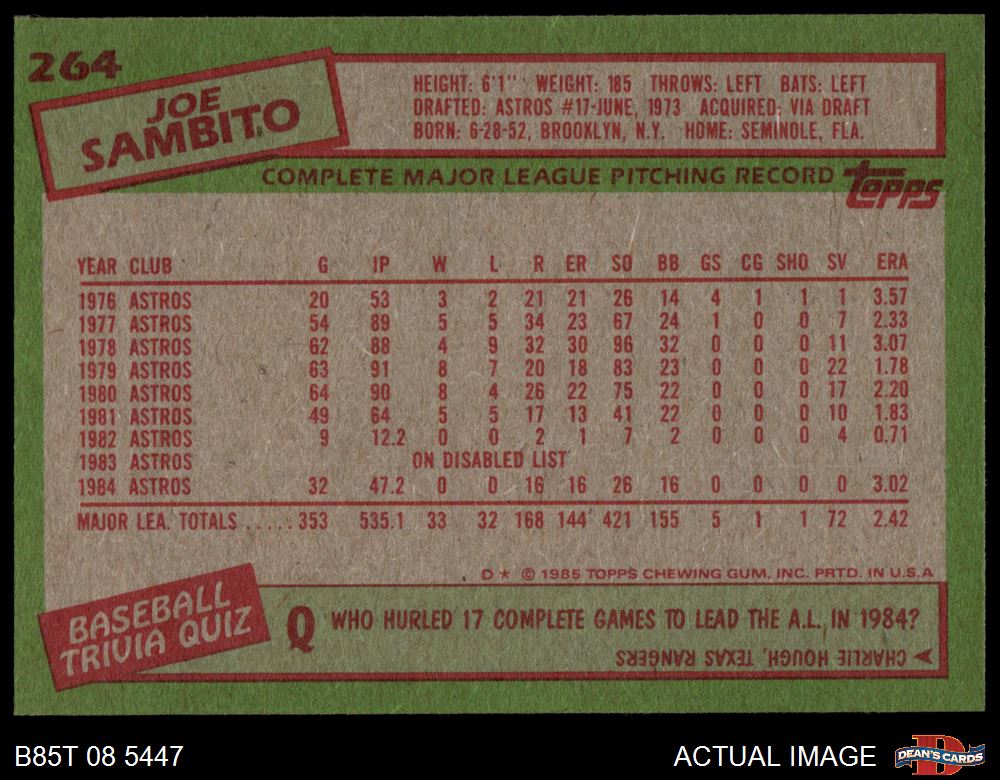 264
JOE
SAMBITO
HEIGHT: 6'1" WEIGHT: 185 THROWS: LEFT BATS: LEFT
DRAFTED: ASTROS #17-JUNE, 1973 ACQUIRED: VIA DRAFT
BORN: 6-28-52, BROOKLYN, N.Y. HOME: SEMINOLE, FLA.
COMPLETE MAJOR LEAGUE PITCHING RECORD
topps
YEAR CLUB G IP W L R ER SO BB GS CG SHO SV ERA
1976 ASTROS 20 53 3 2 21 21 26 14 4 1 1 1 3.57
1977 ASTROS 54 89 5 5 34 23 67 24 1 0 0 7 2.33
1978 ASTROS 62 88 4 9 32 30 96 32 0 0 0 11 3.07
1979 ASTROS 63 91 8 7 20 18 83 23 0 0 0 22 1.78
1980 ASTROS 64 90 8 4 26 22 75 22 0 0 0 17 2.20
1981 ASTROS 49 64 5 5 17 13 41 22 0 0 0 10 1.83
1982 ASTROS 9 12.2 0 0 2 1 7 2 0 0 0 4 0.71
1983 ASTROS ON DISABLED LIST
1984 ASTROS 32 47.2 0 0 16 16 26 16 0 0 0 0 3.02
MAJOR LEA. TOTALS ..... 353 535.1 33 32 168 144 421 155 5 1 1 72 2.42
D★ © 1985 TOPPS CHEWING GUM, INC. PRTD. IN U.S.A
BASEBALL
TRIVIA QUIZ
Q WHO HURLED 17 COMPLETE GAMES TO LEAD THE A.L. IN 1984?
CHARLIE HOUGH, TEXAS RANGERS
B85T 08 5447
ACTUAL IMAGE
D
DEAN'S CARDS